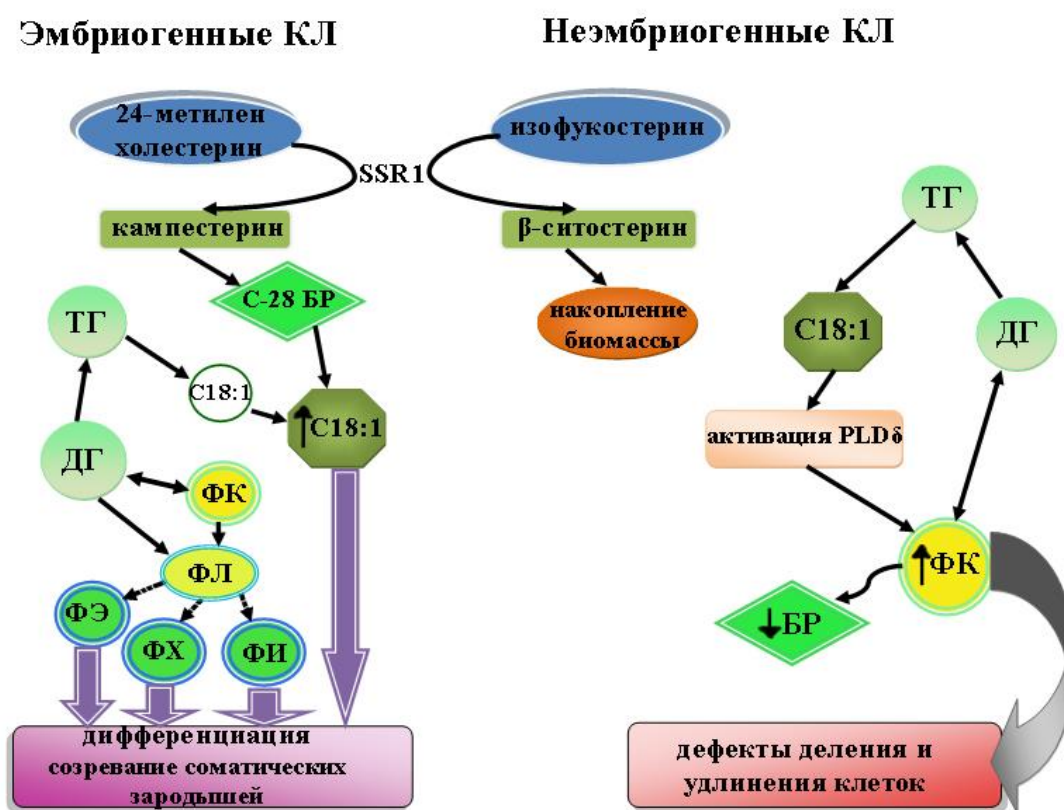 Эмбриогенные КЛ
Неэмбриогенные КЛ
24-метилен
холестерин
изофукостерин
SSR1
кампестерин
β-ситостерин
С-28 БР
накопление
биомассы
ТГ
С18:1
↑С18:1
ДГ
ФК
ФЛ
ФЭ
ФХ
ФИ
дифференциация
созревание соматических
зародышей
ТГ
С18:1
ДГ
активация PLDδ
↑ФК
↓БР
дефекты деления и
удлинения клеток